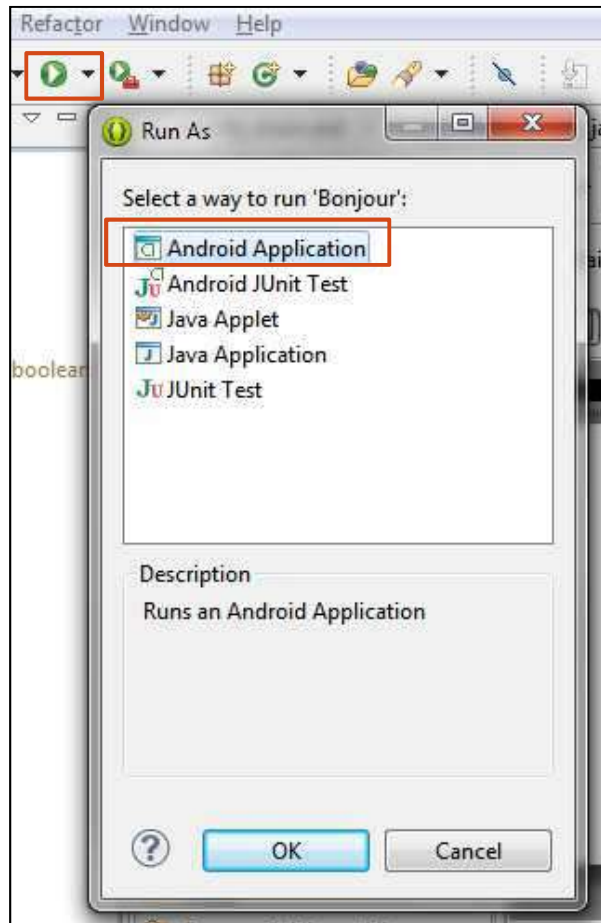 Refactor Window Help
Run As
Select a way to run 'Bonjour':
Android Application
Android JUnit Test
Java Applet
Java Application
JUnit Test
boolean
Description
Runs an Android Application
OK
Cancel